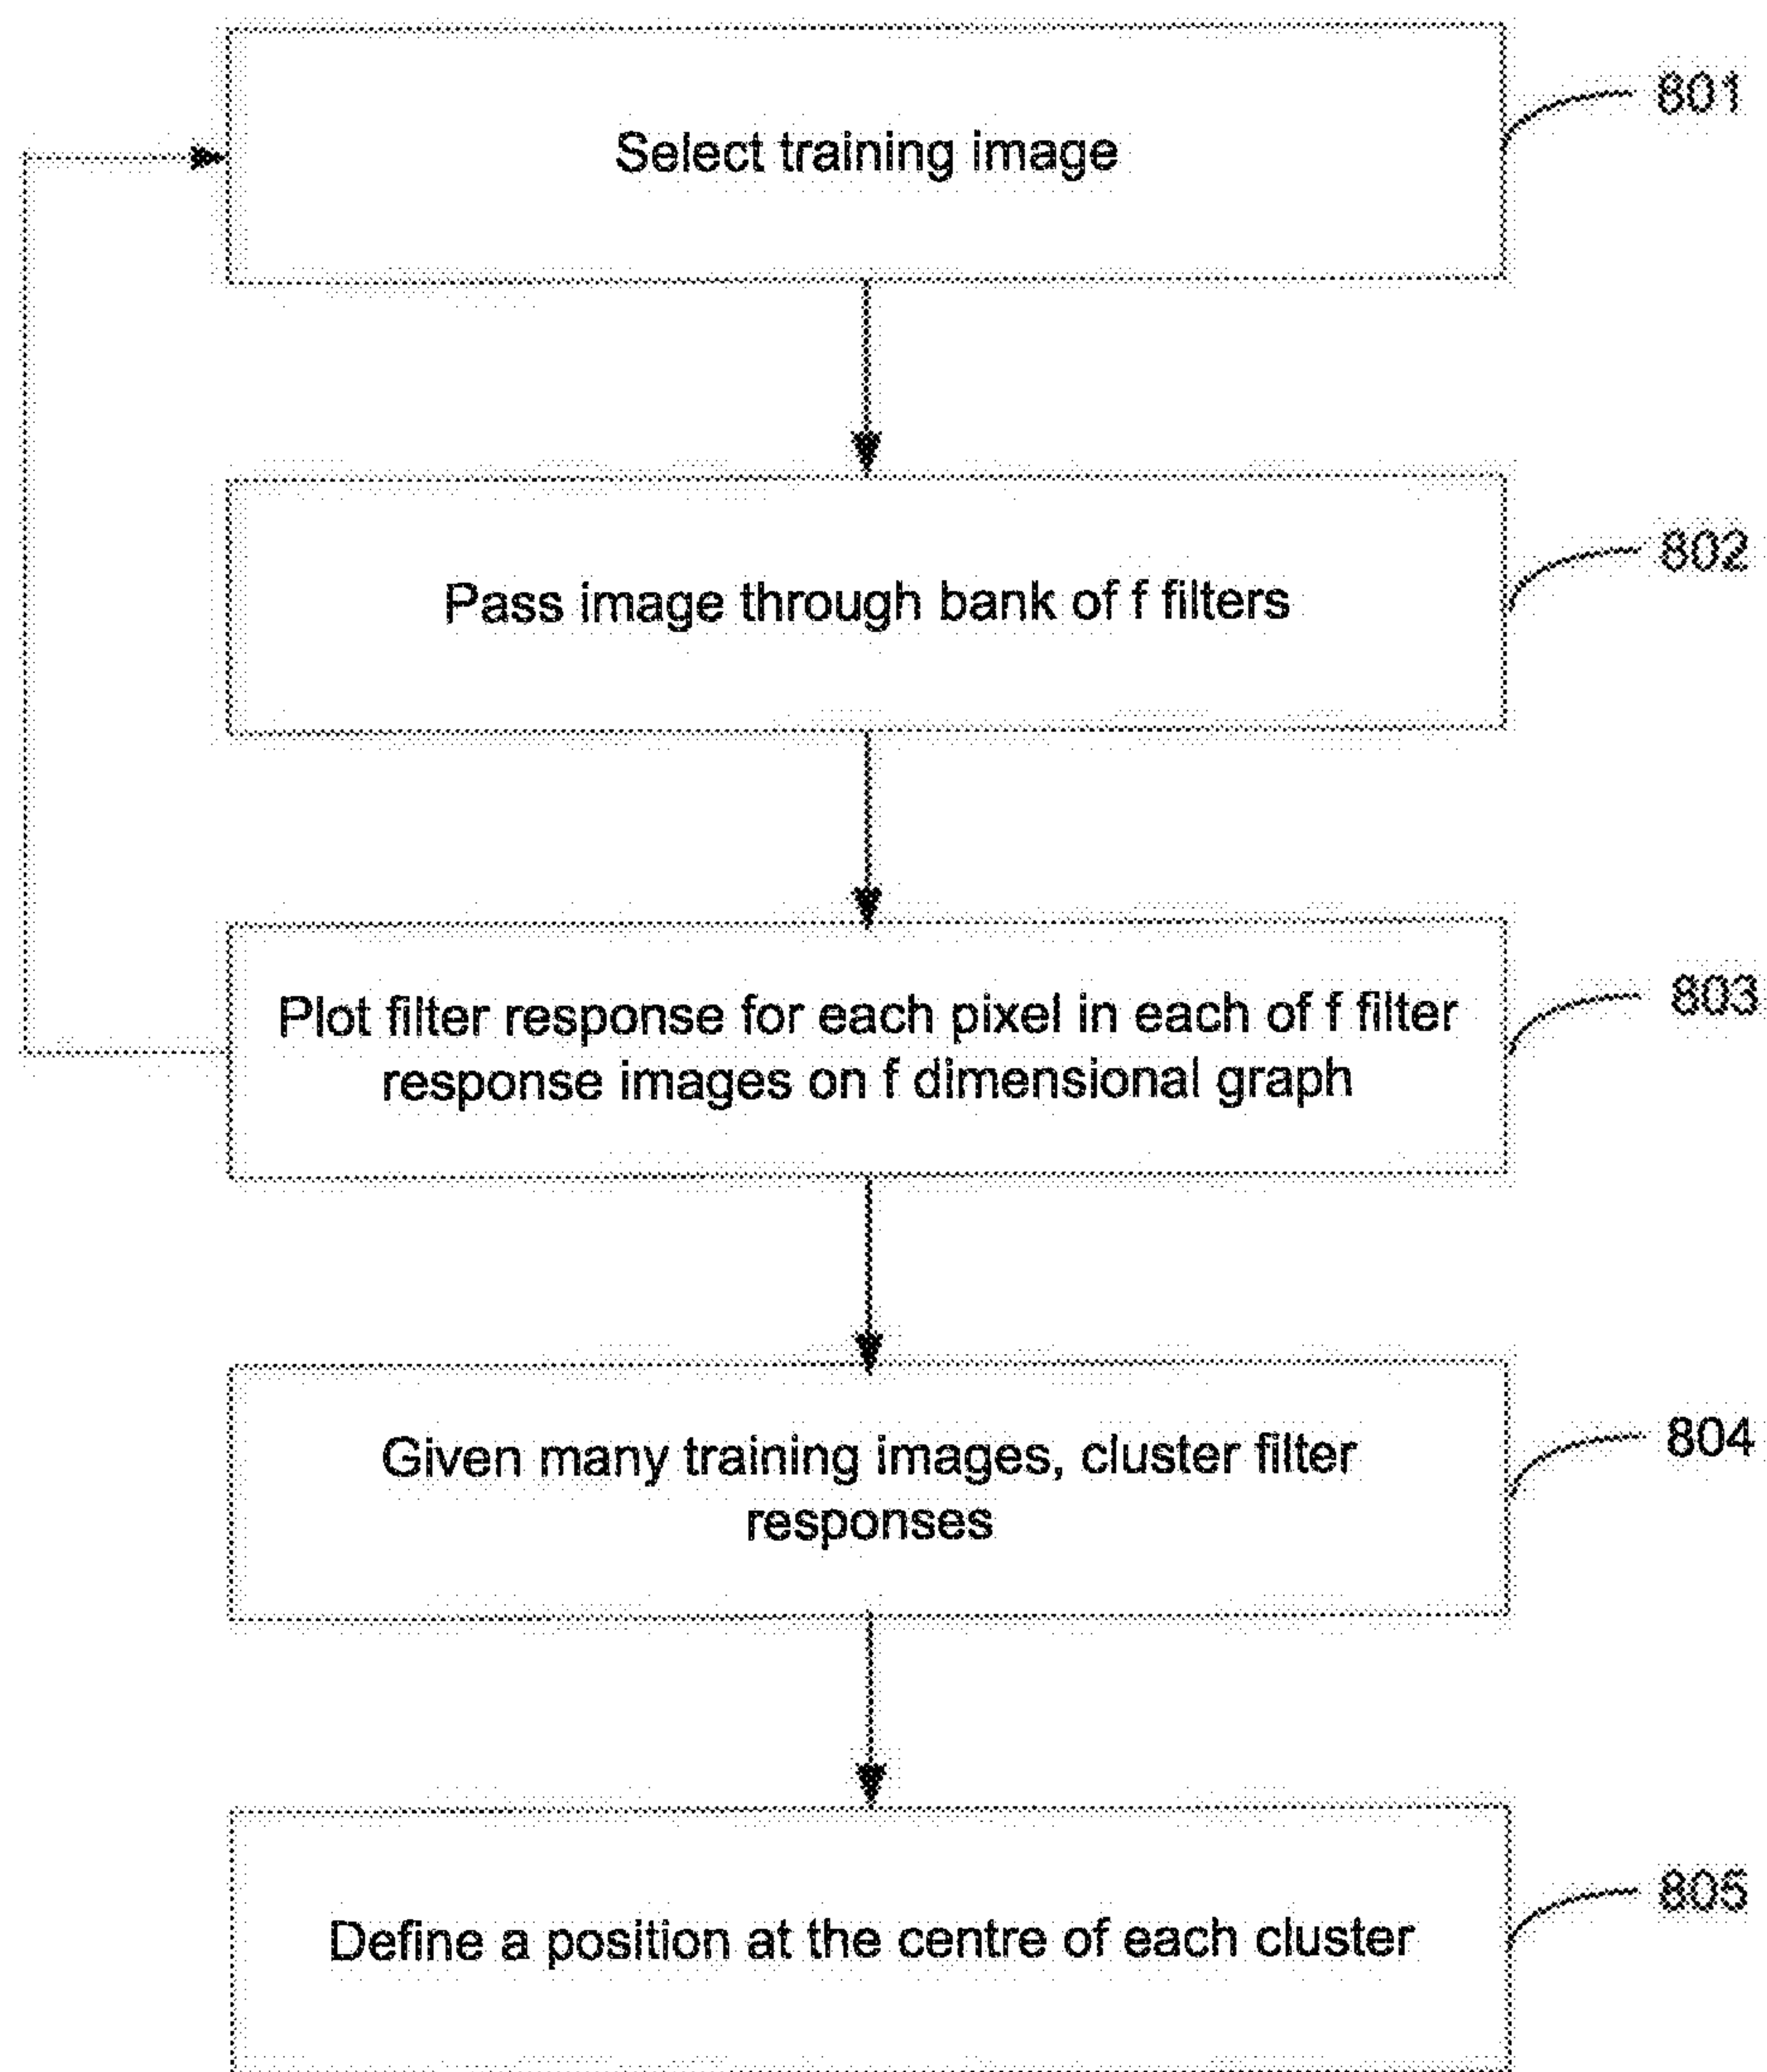 801
Select training image
802
Pass image through bank of f filters
803
Plot filter response for each pixel in each of f filter
response images on f dimensional graph
804
Given many training images, cluster filter
responses
805
Define a position at the centre of each cluster